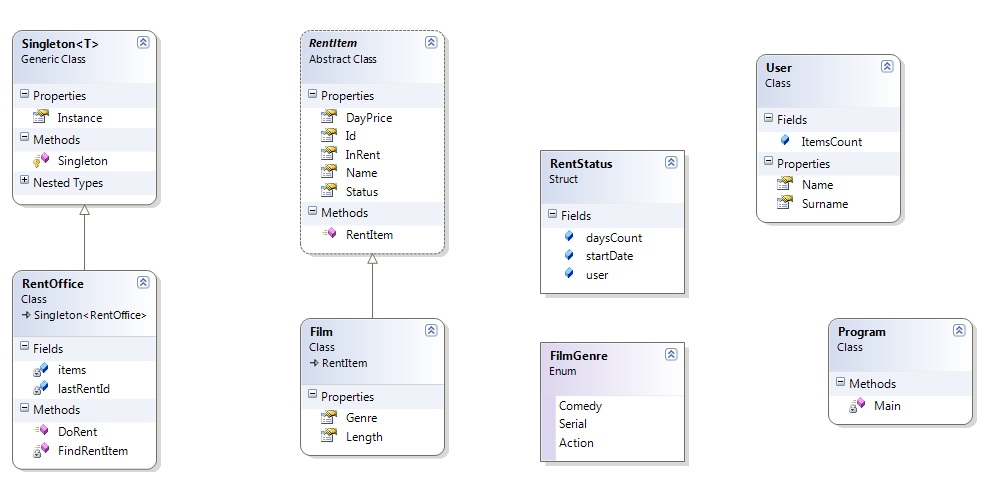 Singleton<T>
Generic Class
Properties
Instance
Methods
Singleton
Nested Types
RentOffice
Class
Singleton<RentOffice>
Fields
items
lastRentId
Methods
DoRent
FindRentItem
RentItem
Abstract Class
Properties
DayPrice
Id
InRent
Name
Status
Methods
RentItem
Film
Class
RentItem
Properties
Genre
Length
RentStatus
Struct
Fields
daysCount
startDate
user
FilmGenre
Enum
Comedy
Serial
Action
User
Class
Fields
ItemsCount
Properties
Name
Surname
Program
Class
Methods
Main